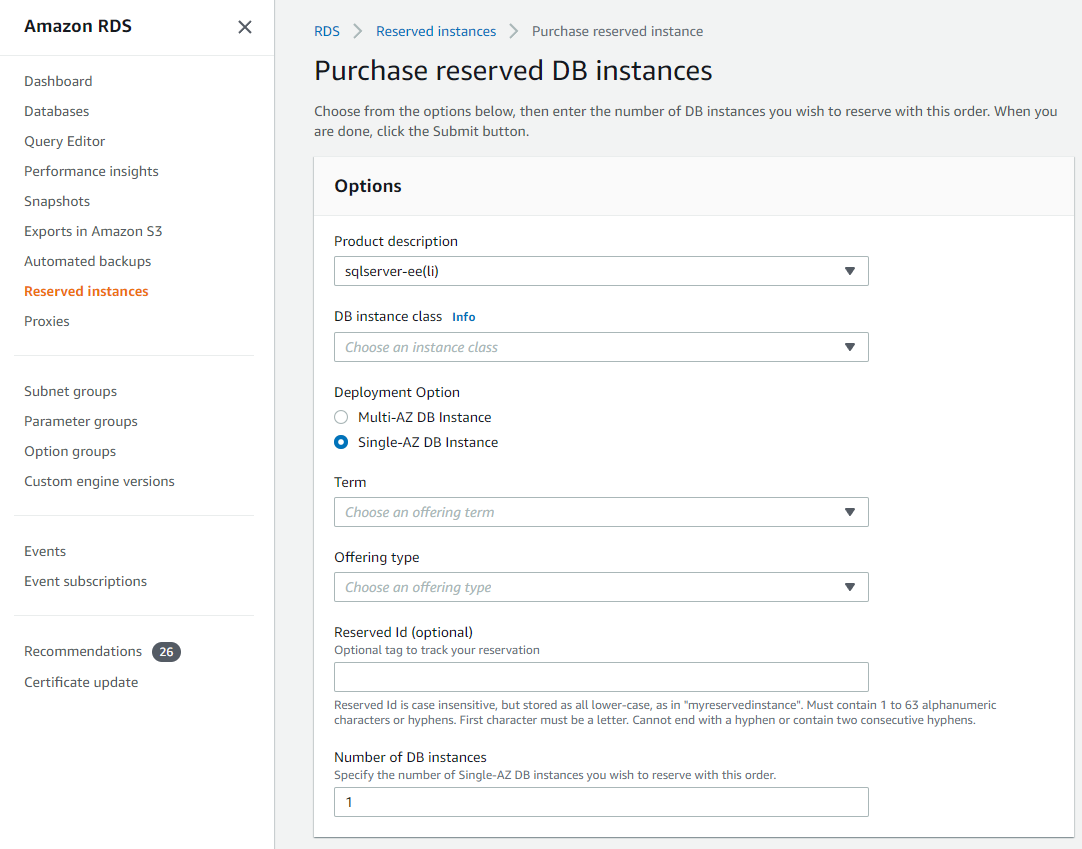 Amazon RDS
Dashboard
Databases
Query Editor
Performance insights
Snapshots
Exports in Amazon S3
Automated backups
Reserved instances
Proxies
Subnet groups
Parameter groups
Option groups
Custom engine versions
Events
Event subscriptions
Recommendations 26
Certificate update
RDS > Reserved instances > Purchase reserved instance
Purchase reserved DB instances
Choose from the options below, then enter the number of DB instances you wish to reserve with this order. When you
are done, click the Submit button.
Options
Product description
sqlserver-ee(li)
DB instance class Info
Choose an instance class
Deployment Option
Multi-AZ DB Instance
Single-AZ DB Instance
Term
Choose an offering term
Offering type
Choose an offering type
Reserved Id (optional)
Optional tag to track your reservation
Reserved Id is case insensitive, but stored as all lower-case, as in "myreservedinstance". Must contain 1 to 63 alphanumeric
characters or hyphens. First character must be a letter. Cannot end with a hyphen or contain two consecutive hyphens.
Number of DB instances
Specify the number of Single-AZ DB instances you wish to reserve with this order.
1